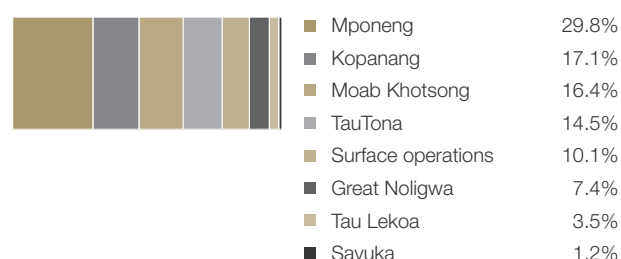 Mponeng 29.8%
Kopanang 17.1%
Moab Khotsong 16.4%
TauTona 14.5%
Surface operations 10.1%
Great Noligwa 7.4%
Tau Lekoa 3.5%
Savuka 1.2%